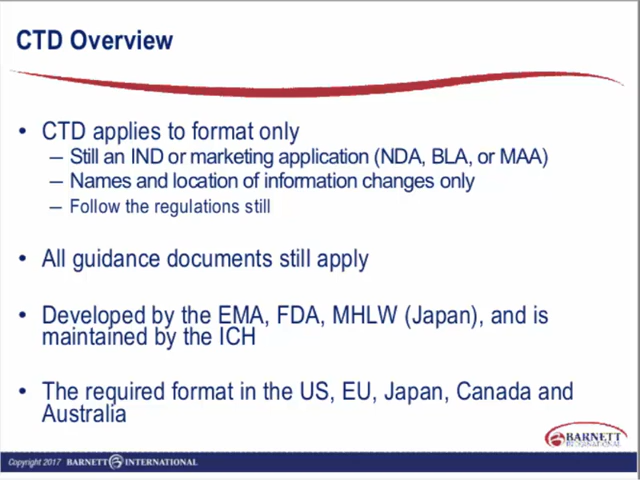 CTD Overview
• CTD applies to format only
– Still an IND or marketing application (NDA, BLA, or MAA)
– Names and location of information changes only
– Follow the regulations still
• All guidance documents still apply
• Developed by the EMA, FDA, MHLW (Japan), and is
maintained by the ICH
• The required format in the US, EU, Japan, Canada and
Australia
BARNETT
INTERNATIONAL
Copyright 2017 BARNETT INTERNATIONAL